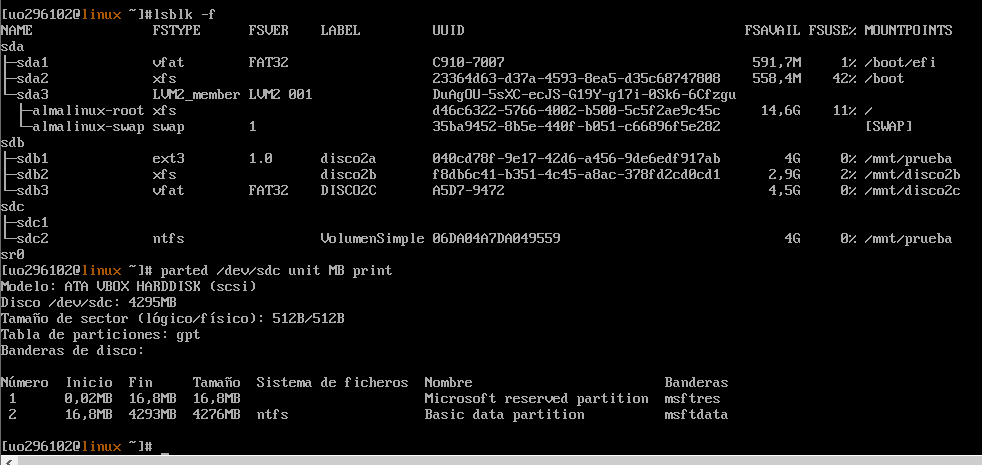 [uo296102@linux ~]#lsblk -f
NAME FSTYPE FSVER LABEL UUID FSAVAIL FSUSE% MOUNTPOINTS
sda
├─sda1 vfat FAT32 C910-7007 591,7M 1% /boot/efi
├─sda2 xfs 23364d63-d37a-4593-8ea5-d35c68747808 558,4M 42% /boot
└─sda3 LVM2_member LVM2 001 DuAgOU-5sXC-ecJS-G19Y-g17i-0Sk6-6Cfzgu
├─almalinux-root xfs d46c6322-5766-4002-b500-5c5f2ae9c45c 14,6G 11% /
└─almalinux-swap swap 1 35ba9452-8b5e-440f-b051-c66896f5e282 [SWAP]
sdb
├─sdb1 ext3 1.0 disco2a 040cd78f-9e17-42d6-a456-9de6edf917ab 4G 0% /mnt/prueba
├─sdb2 xfs disco2b f8db6c41-b351-4c45-a8ac-378fd2cd0cd1 2,9G 2% /mnt/disco2b
└─sdb3 vfat FAT32 DISCO2C A5D7-9472 4,5G 0% /mnt/disco2c
sdc
├─sdc1
└─sdc2 ntfs VolumenSimple 06DA04A7DA049559 4G 0% /mnt/prueba
sr0
[uo296102@linux ~]# parted /dev/sdc unit MB print
Modelo: ATA VBOX HARDDISK (scsi)
Disco /dev/sdc: 4295MB
Tamaño de sector (lógico/físico): 512B/512B
Tabla de particiones: gpt
Banderas de disco:
Número Inicio Fin Tamaño Sistema de ficheros Nombre Banderas
1 0,02MB 16,8MB 16,8MB Microsoft reserved partition msftres
2 16,8MB 4293MB 4276MB ntfs Basic data partition msftdata
[uo296102@linux ~]# _